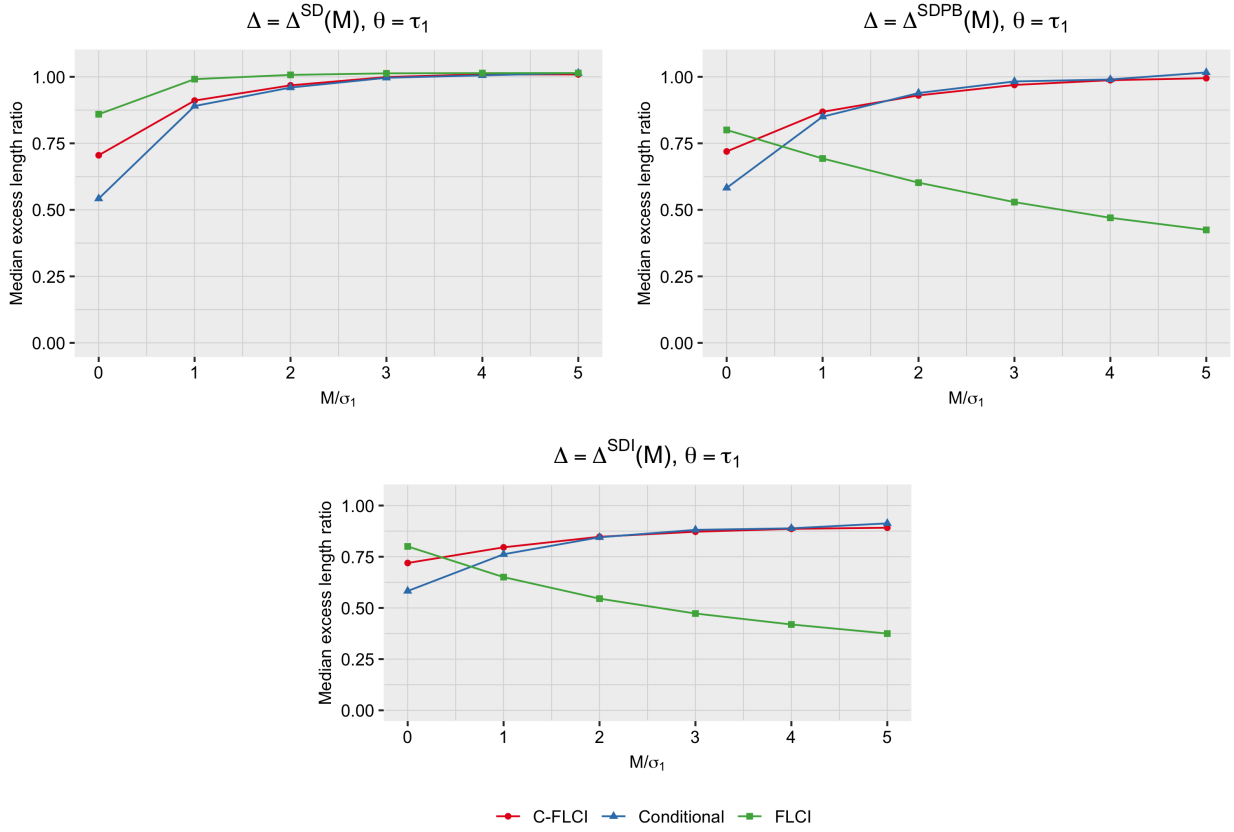 Δ = Δ^SD(M), θ = τ₁
Median excess length ratio
1.00
0.75
0.50
0.25
0.00
0 1 2 3 4 5
M/σ₁
Δ = Δ^SDPB(M), θ = τ₁
Median excess length ratio
1.00
0.75
0.50
0.25
0.00
0 1 2 3 4 5
M/σ₁
Δ = Δ^SDI(M), θ = τ₁
Median excess length ratio
1.00
0.75
0.50
0.25
0.00
0 1 2 3 4 5
M/σ₁
C-FLCI Conditional FLCI